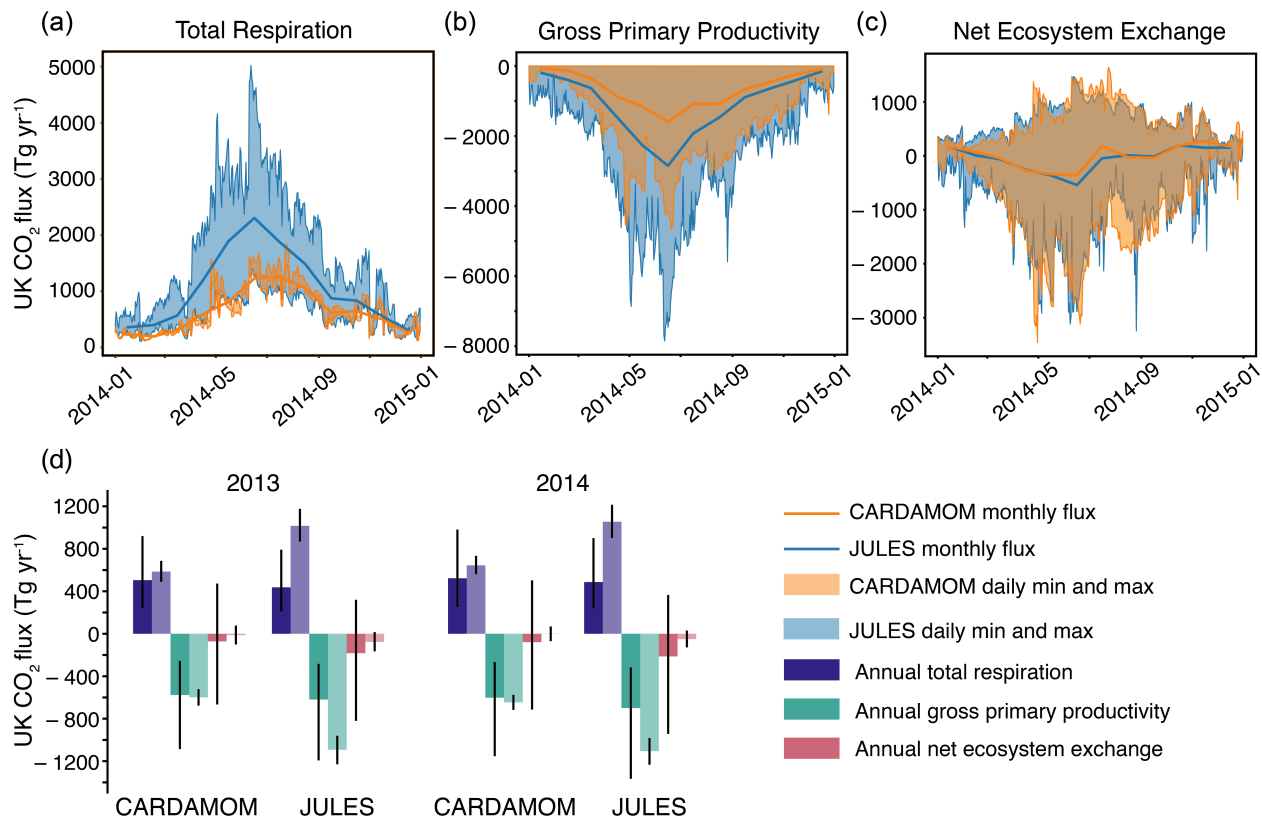 (a)
Total Respiration
UK CO₂ flux (Tg yr⁻¹)
5000
4000
3000
2000
1000
0
2014-01
2014-05
2014-09
2015-01
(b)
Gross Primary Productivity
0
− 2000
− 4000
− 6000
− 8000
2014-01
2014-05
2014-09
2015-01
(c)
Net Ecosystem Exchange
1000
0
− 1000
− 2000
− 3000
2014-01
2014-05
2014-09
2015-01
(d)
2013
2014
UK CO₂ flux (Tg yr⁻¹)
1200
800
400
0
− 400
− 800
− 1200
CARDAMOM
JULES
CARDAMOM
JULES
CARDAMOM monthly flux
JULES monthly flux
CARDAMOM daily min and max
JULES daily min and max
Annual total respiration
Annual gross primary productivity
Annual net ecosystem exchange